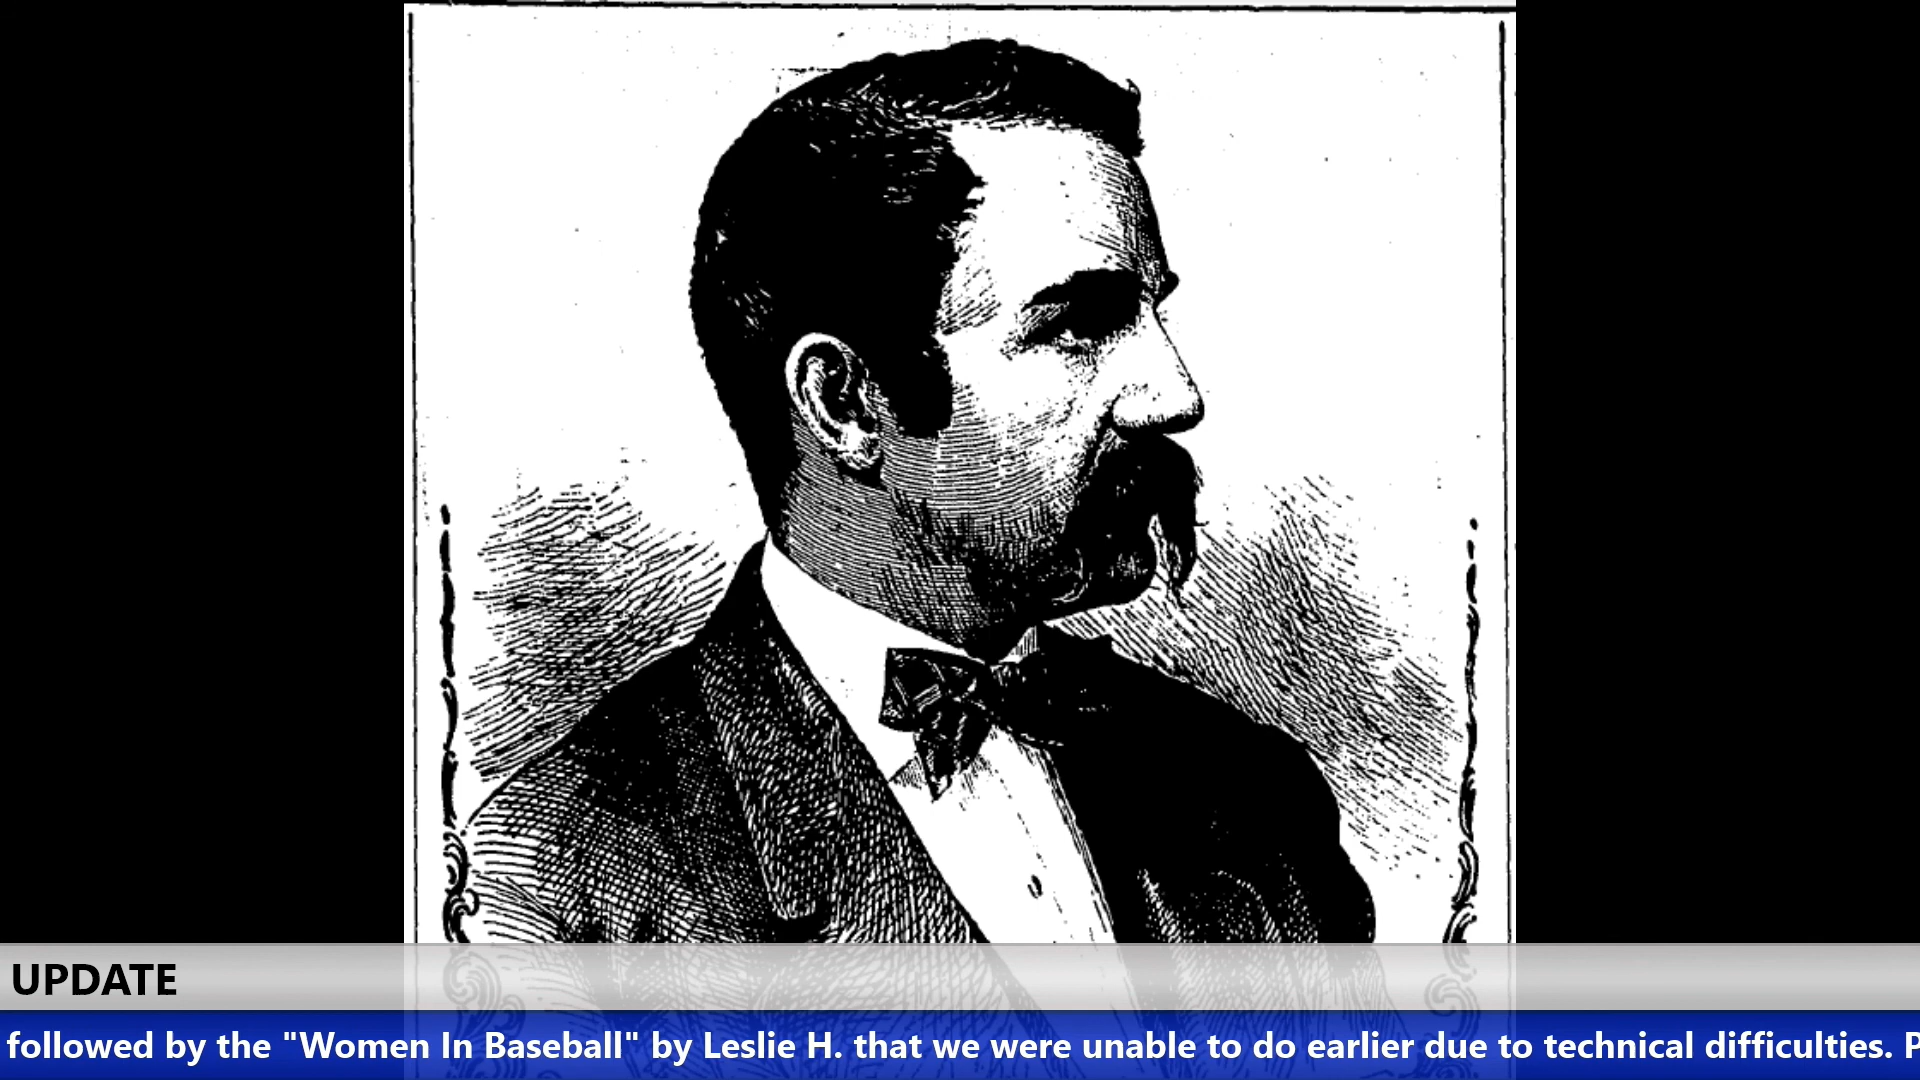 UPDATE
followed by the "Women In Baseball" by Leslie H. that we were unable to do earlier due to technical difficulties. P